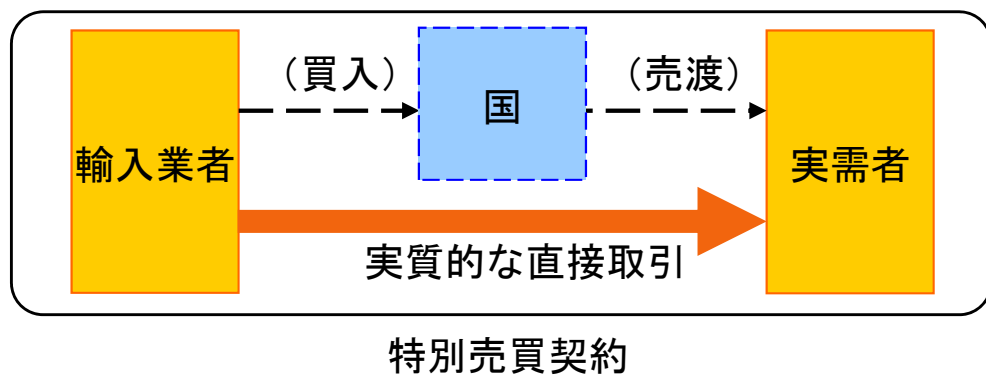 （買入）
（売渡）
国
輸入業者
実需者
実質的な直接取引
特別売買契約